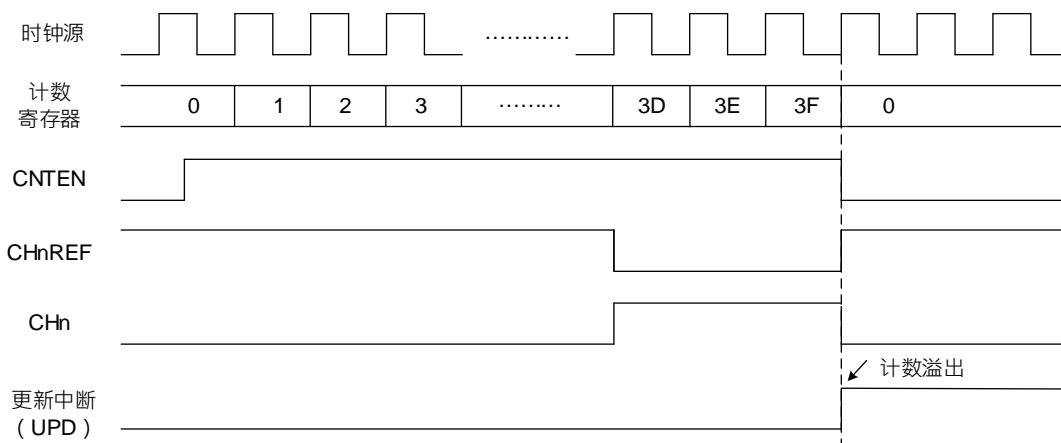 时钟源
…………
计数
寄存器
0 1 2 3 ……… 3D 3E 3F 0
CNTEN
CHnREF
CHn
计数溢出
更新中断
（UPD）